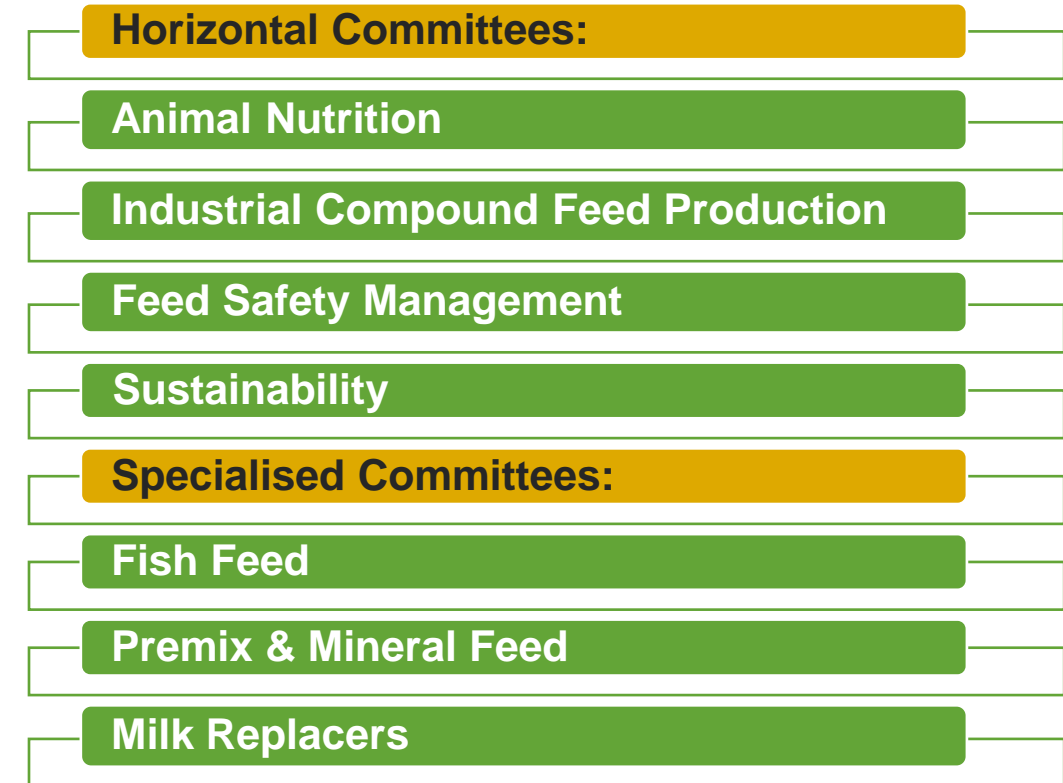 Horizontal Committees:
Animal Nutrition
Industrial Compound Feed Production
Feed Safety Management
Sustainability
Specialised Committees:
Fish Feed
Premix & Mineral Feed
Milk Replacers